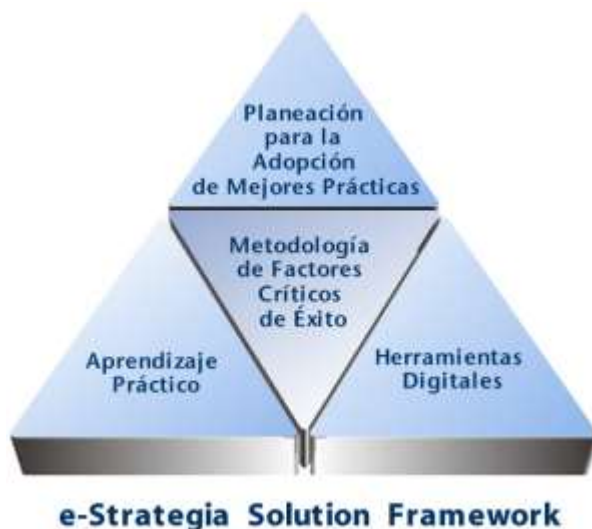 Planeación
para la
Adopción
de Mejores Prácticas
Metodología
de Factores
Críticos
de Éxito
Aprendizaje
Práctico
Herramientas
Digitales
e-Strategia Solution Framework